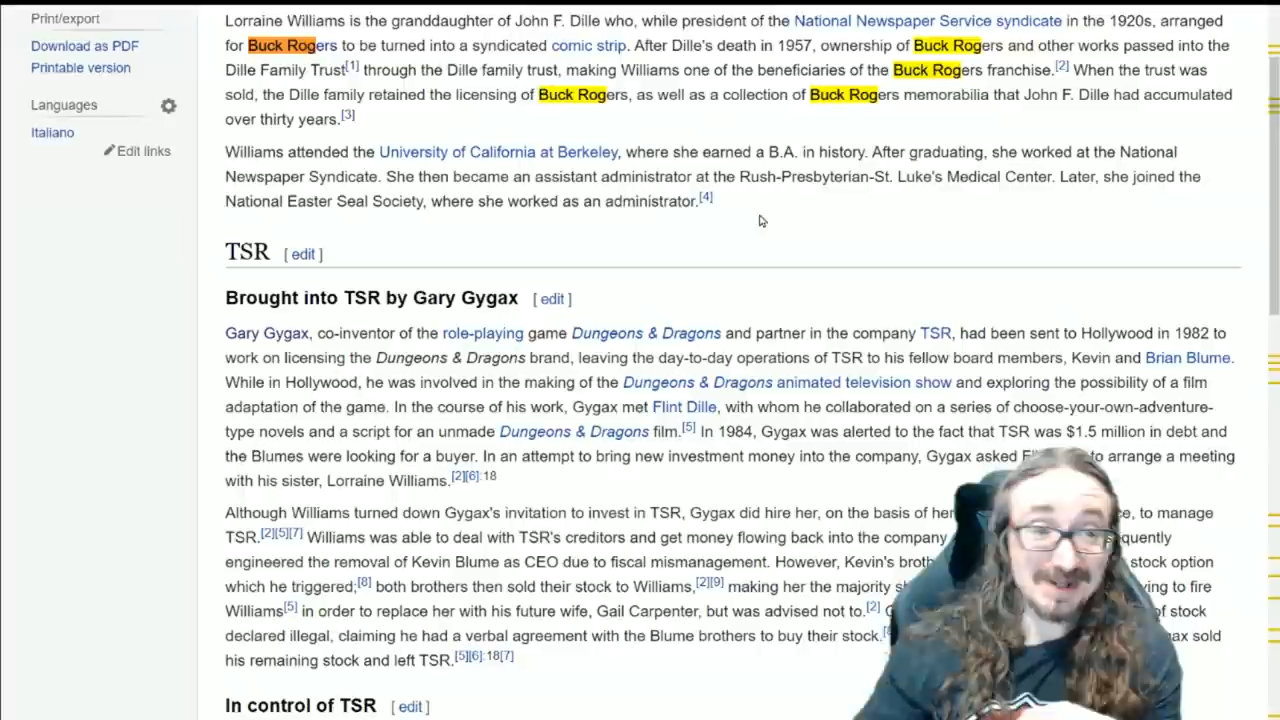 Print/export
Download as PDF
Printable version
Languages
Italiano
Edit links
Lorraine Williams is the granddaughter of John F. Dille who, while president of the National Newspaper Service syndicate in the 1920s, arranged
for Buck Rogers to be turned into a syndicated comic strip. After Dille's death in 1957, ownership of Buck Rogers and other works passed into the
Dille Family Trust[1] through the Dille family trust, making Williams one of the beneficiaries of the Buck Rogers franchise.[2] When the trust was
sold, the Dille family retained the licensing of Buck Rogers, as well as a collection of Buck Rogers memorabilia that John F. Dille had accumulated
over thirty years.[3]
Williams attended the University of California at Berkeley, where she earned a B.A. in history. After graduating, she worked at the National
Newspaper Syndicate. She then became an assistant administrator at the Rush-Presbyterian-St. Luke's Medical Center. Later, she joined the
National Easter Seal Society, where she worked as an administrator.[4]
TSR [ edit ]
Brought into TSR by Gary Gygax [ edit ]
Gary Gygax, co-inventor of the role-playing game Dungeons & Dragons and partner in the company TSR, had been sent to Hollywood in 1982 to
work on licensing the Dungeons & Dragons brand, leaving the day-to-day operations of TSR to his fellow board members, Kevin and Brian Blume.
While in Hollywood, he was involved in the making of the Dungeons & Dragons animated television show and exploring the possibility of a film
adaptation of the game. In the course of his work, Gygax met Flint Dille, with whom he collaborated on a series of choose-your-own-adventure-
type novels and a script for an unmade Dungeons & Dragons film.[5] In 1984, Gygax was alerted to the fact that TSR was $1.5 million in debt and
the Blumes were looking for a buyer. In an attempt to bring new investment money into the company, Gygax asked to arrange a meeting
with his sister, Lorraine Williams.[2][6]:18
Although Williams turned down Gygax's invitation to invest in TSR, Gygax did hire her, on the basis of her to manage
TSR.[2][5][7] Williams was able to deal with TSR's creditors and get money flowing back into the company
engineered the removal of Kevin Blume as CEO due to fiscal mismanagement. However, Kevin's stock option
which he triggered;[8] both brothers then sold their stock to Williams,[2][9] making her the majority to fire
Williams[5] in order to replace her with his future wife, Gail Carpenter, but was advised not to.[2] of stock
declared illegal, claiming he had a verbal agreement with the Blume brothers to buy their stock. sold
his remaining stock and left TSR.[5][6]:18[7]
In control of TSR [ edit ]